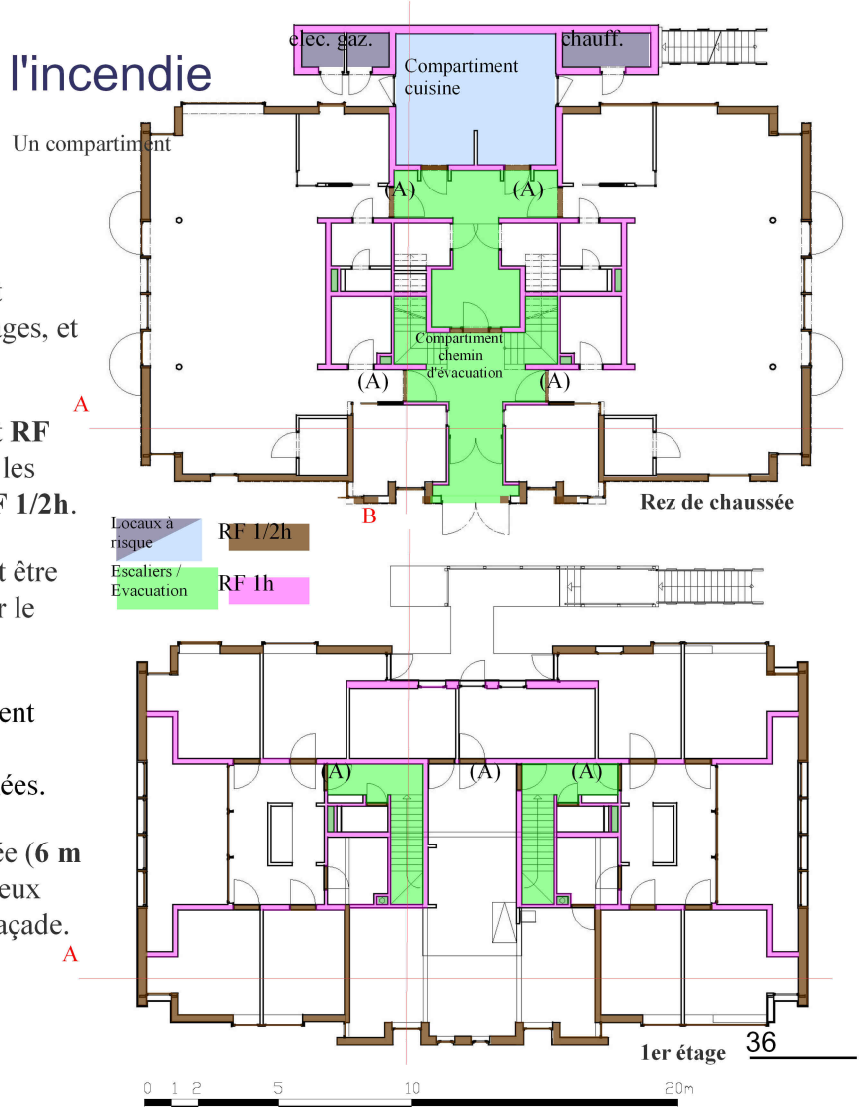 l'incendie
Un compartiment
t
ages, et
t RF
les
F 1/2h.
t être
r le
ent
ées.
ée (6 m
eux
açade.
elec. gaz.
chauff.
Compartiment
cuisine
(A)
(A)
Compartiment
chemin
d'évacuation
(A)
(A)
A
B
Rez de chaussée
Locaux à
risque
RF 1/2h
Escaliers /
Evacuation
RF 1h
(A)
(A)
(A)
A
1er étage
36
0 1 2 5 10 20m